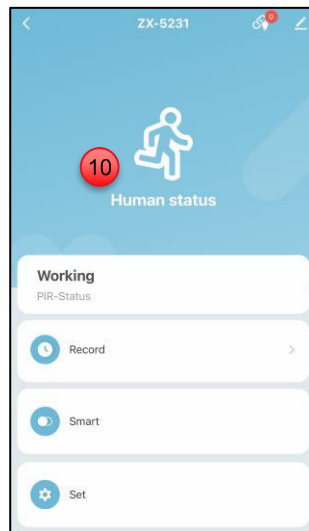 ZX-5231
0
10
Human status
Working
PIR-Status
Record
Smart
Set